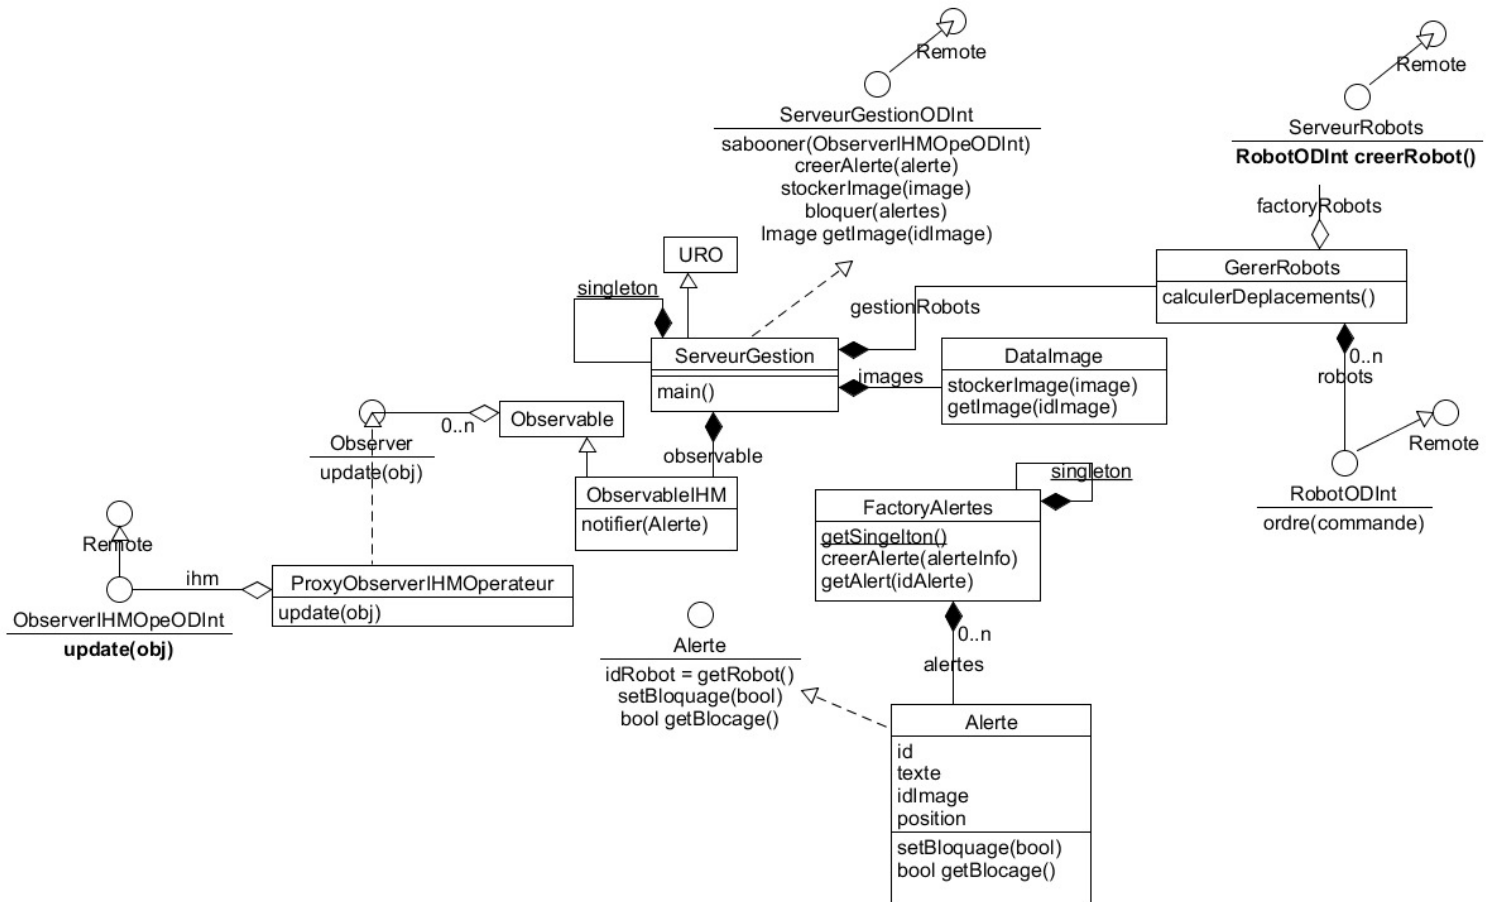 Remote
ServeurGestionODInt
sabooner(ObserverIHMOpeODInt)
creerAlerte(alerte)
stockerImage(image)
bloquer(alertes)
Image getImage(idImage)
Remote
ServeurRobots
RobotODInt creerRobot()
factoryRobots
GererRobots
calculerDeplacements()
URO
singleton
gestionRobots
ServeurGestion
main()
DataImage
stockerImage(image)
getImage(idImage)
images
0..n
robots
Observable
0..n
Observer
update(obj)
observable
ObservableIHM
notifier(Alerte)
Remote
RobotODInt
ordre(commande)
singleton
FactoryAlertes
getSingelton()
creerAlerte(alerteInfo)
getAlert(idAlerte)
Remote
ihm
ProxyObserverIHMOperateur
update(obj)
ObserverIHMOpeODInt
update(obj)
Alerte
idRobot = getRobot()
setBloquage(bool)
bool getBlocage()
0..n
alertes
Alerte
id
texte
idImage
position
setBloquage(bool)
bool getBlocage()